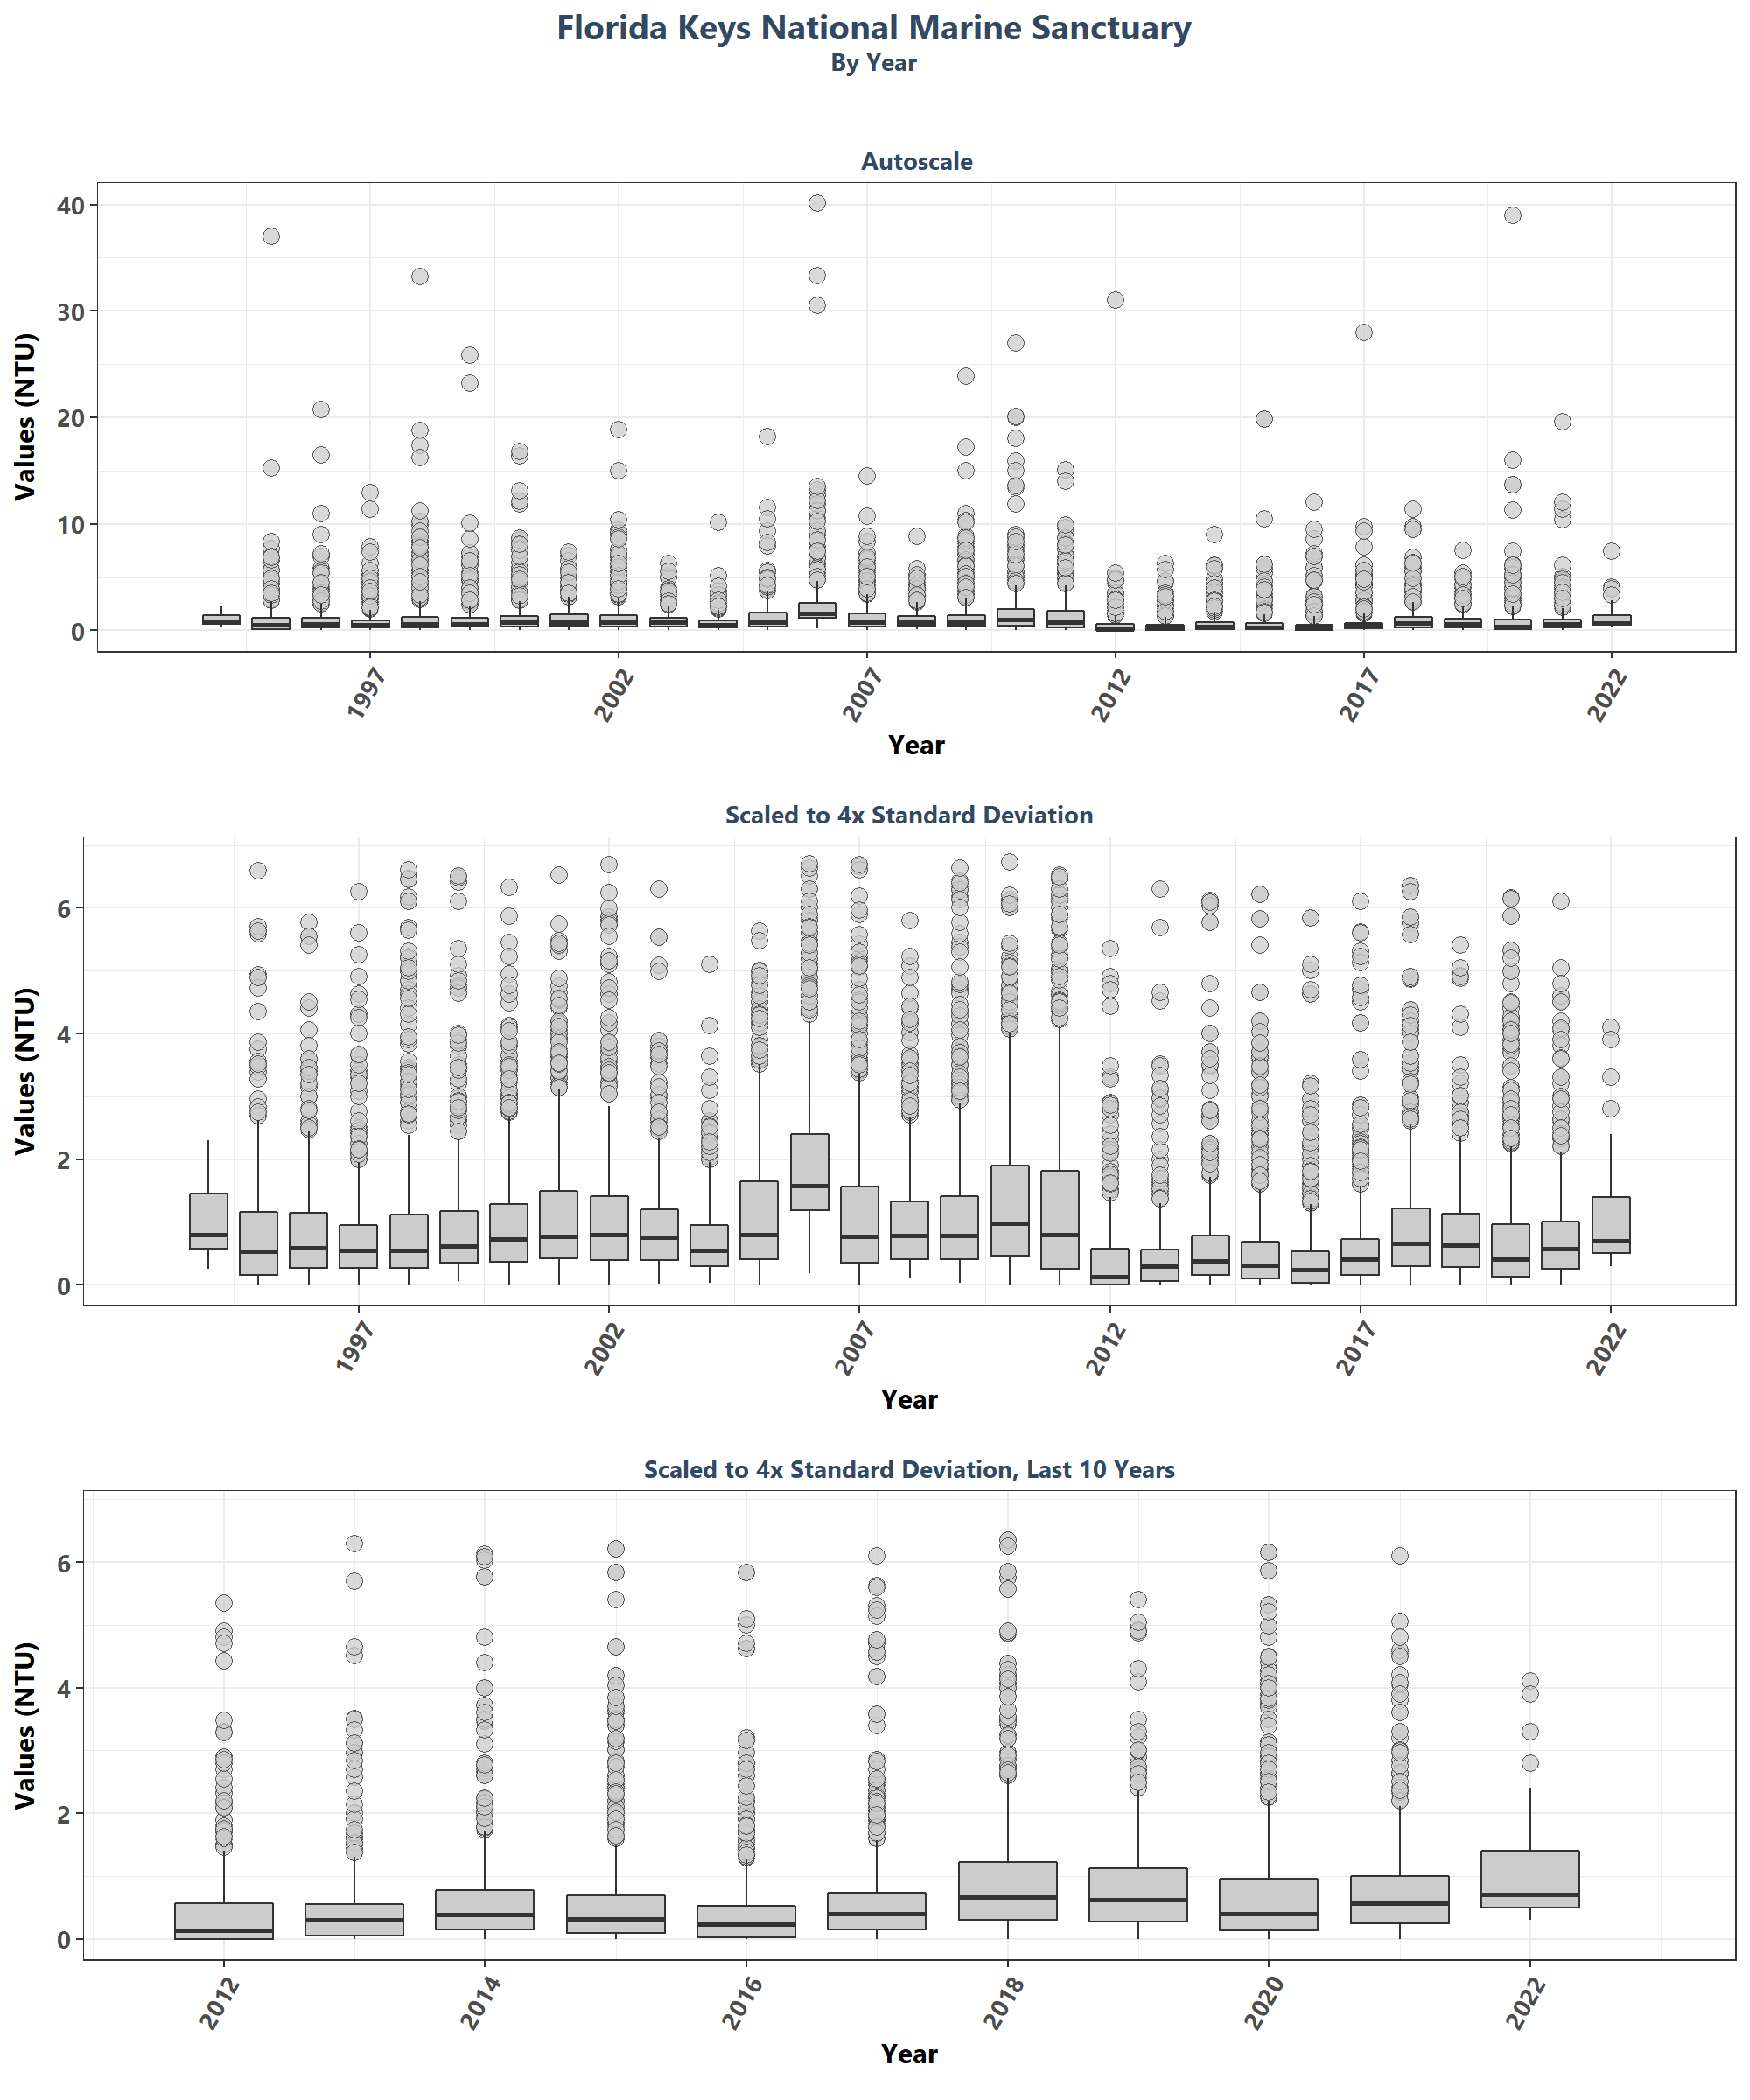 Florida Keys National Marine Sanctuary
By Year
Autoscale
Values (NTU)
40
30
20
10
0
1997
2002
2007
2012
2017
2022
Year
Scaled to 4x Standard Deviation
Values (NTU)
6
4
2
0
1997
2002
2007
2012
2017
2022
Year
Scaled to 4x Standard Deviation, Last 10 Years
Values (NTU)
6
4
2
0
2012
2014
2016
2018
2020
2022
Year